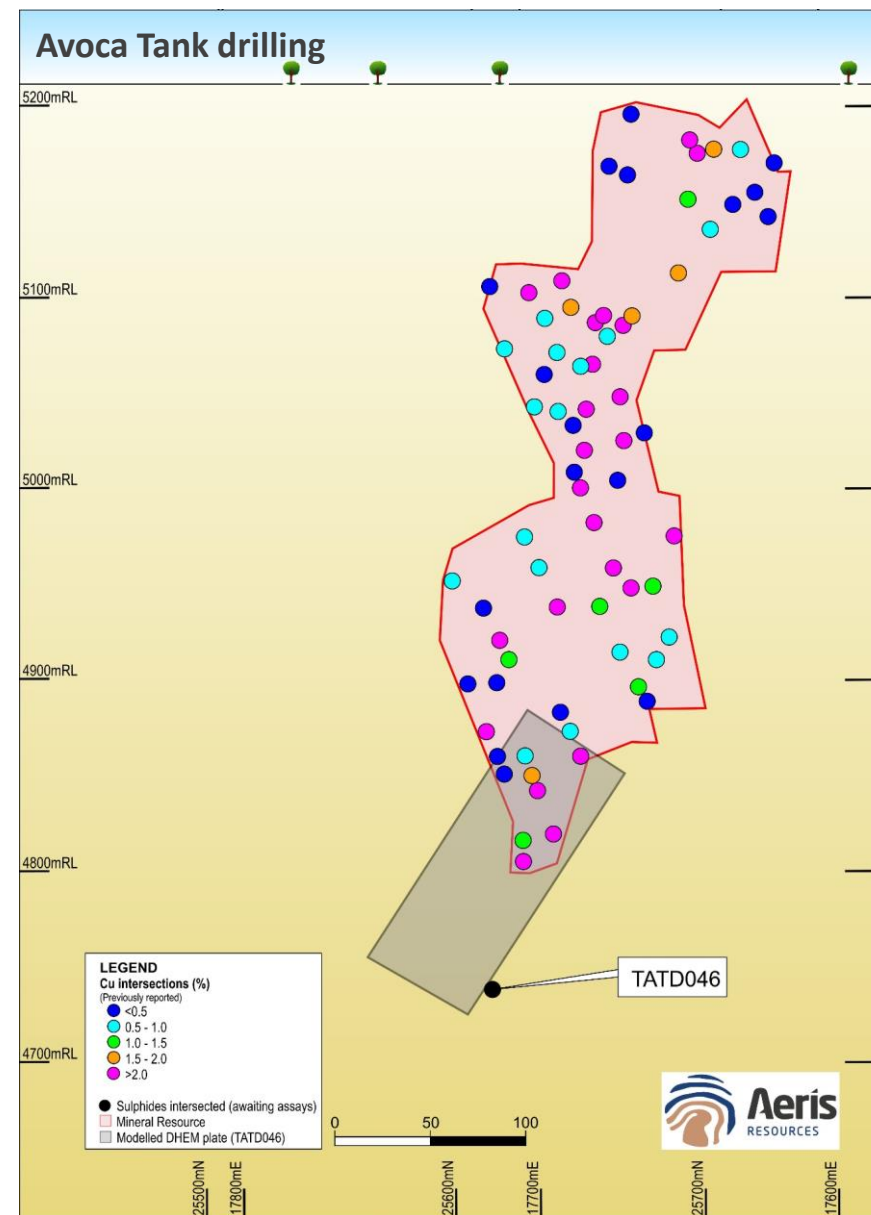 Avoca Tank drilling
5200mRL
5100mRL
5000mRL
4900mRL
4800mRL
4700mRL
TATD046
LEGEND
Cu intersections (%)
(Previously reported)
<0.5
0.5 - 1.0
1.0 - 1.5
1.5 - 2.0
>2.0
Sulphides intersected (awaiting assays)
Mineral Resource
Modelled DHEM plate (TATD046)
0 50 100
Aeris
RESOURCES
25500mN
17800mE
25600mN
17700mE
25700mN
17600mE